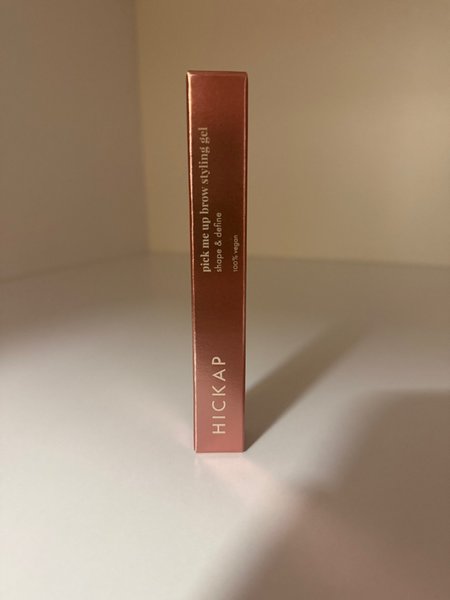 pick me up brow styling gel
shape & define
100% vegan
HICKAP